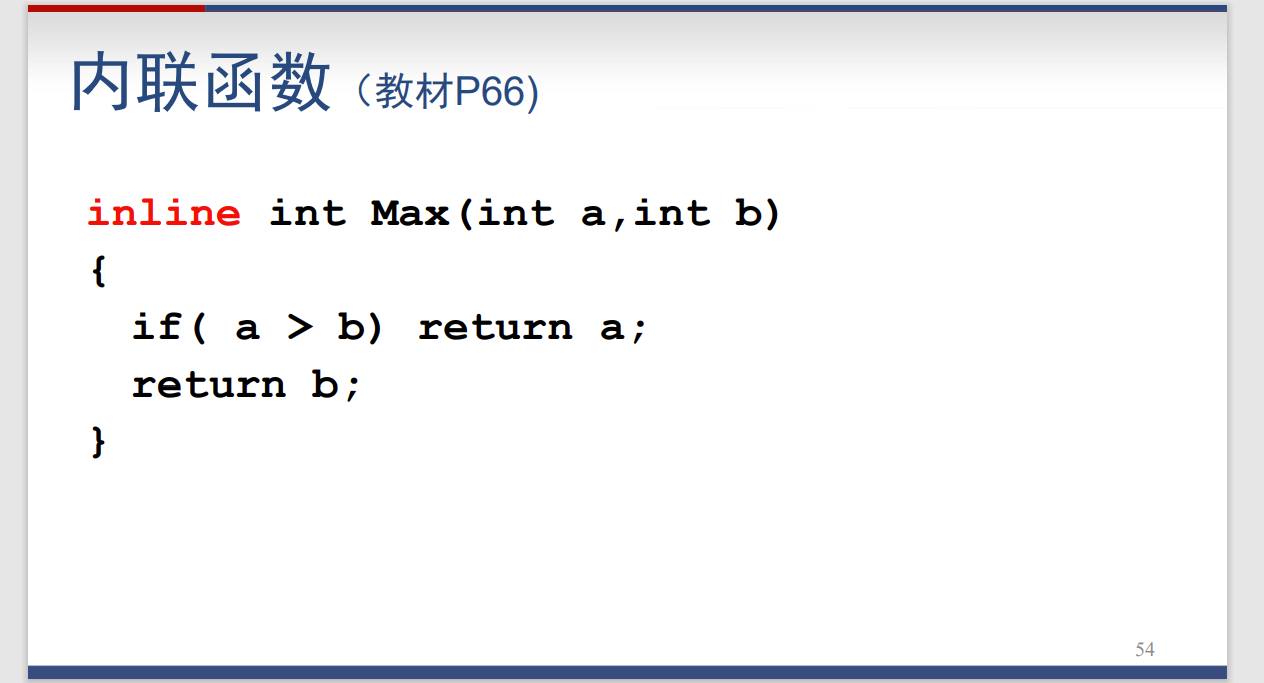 内联函数（教材P66)
inline int Max(int a,int b)
{
if( a > b) return a;
return b;
}
54